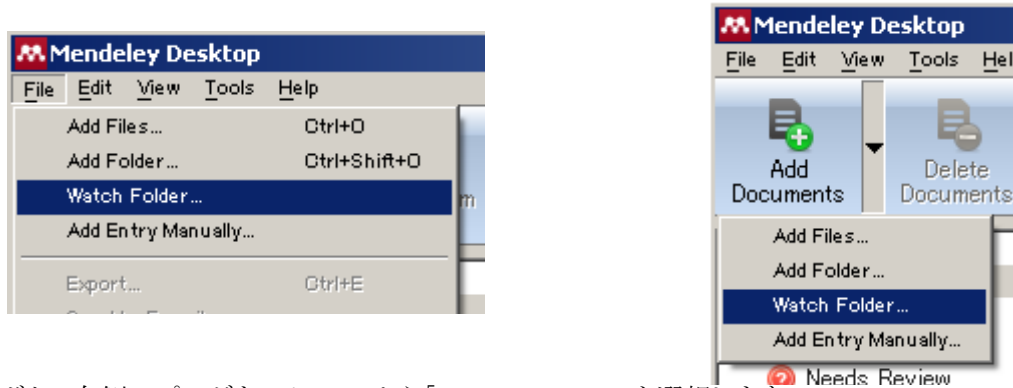 Mendeley Desktop
File Edit View Tools Help
Add Files... Ctrl+O
Add Folder... Ctrl+Shift+O
Watch Folder...
m
Add Entry Manually...
Export... Ctrl+E
Mendeley Desktop
File Edit View Tools Hel
Add Documents
Delete Documents
Add Files...
Add Folder...
Watch Folder...
Add Entry Manually...
Needs Review